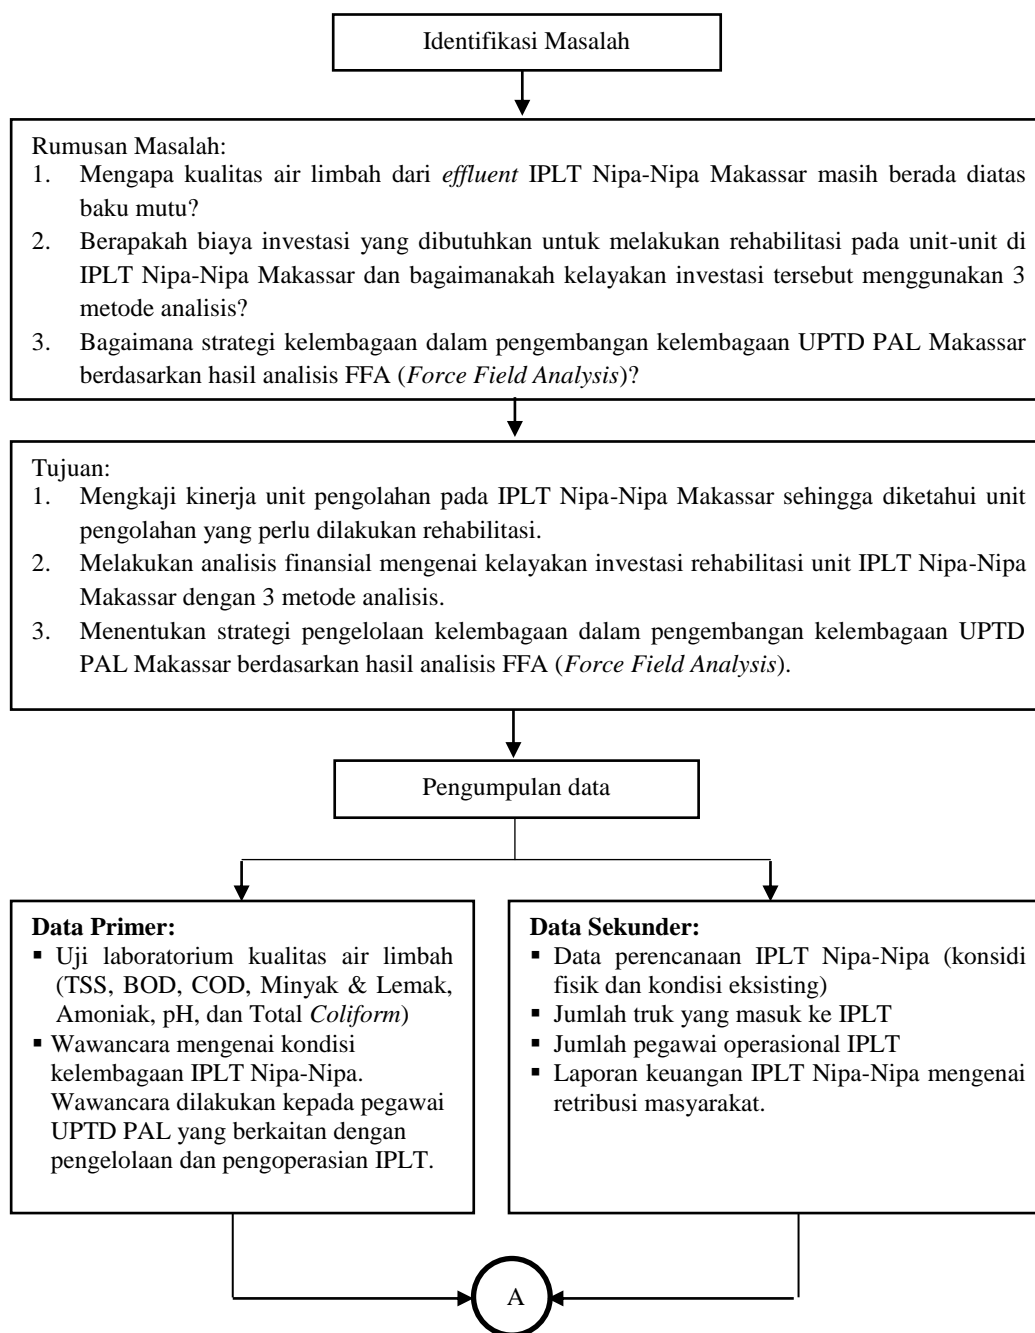 Identifikasi Masalah
Rumusan Masalah:
1. Mengapa kualitas air limbah dari effluent IPLT Nipa-Nipa Makassar masih berada diatas
baku mutu?
2. Berapakah biaya investasi yang dibutuhkan untuk melakukan rehabilitasi pada unit-unit di
IPLT Nipa-Nipa Makassar dan bagaimanakah kelayakan investasi tersebut menggunakan 3
metode analisis?
3. Bagaimana strategi kelembagaan dalam pengembangan kelembagaan UPTD PAL Makassar
berdasarkan hasil analisis FFA (Force Field Analysis)?
Tujuan:
1. Mengkaji kinerja unit pengolahan pada IPLT Nipa-Nipa Makassar sehingga diketahui unit
pengolahan yang perlu dilakukan rehabilitasi.
2. Melakukan analisis finansial mengenai kelayakan investasi rehabilitasi unit IPLT Nipa-Nipa
Makassar dengan 3 metode analisis.
3. Menentukan strategi pengelolaan kelembagaan dalam pengembangan kelembagaan UPTD
PAL Makassar berdasarkan hasil analisis FFA (Force Field Analysis).
Pengumpulan data
Data Primer:
▪ Uji laboratorium kualitas air limbah
(TSS, BOD, COD, Minyak & Lemak,
Amoniak, pH, dan Total Coliform)
▪ Wawancara mengenai kondisi
kelembagaan IPLT Nipa-Nipa.
Wawancara dilakukan kepada pegawai
UPTD PAL yang berkaitan dengan
pengelolaan dan pengoperasian IPLT.
Data Sekunder:
▪ Data perencanaan IPLT Nipa-Nipa (konsidi
fisik dan kondisi eksisting)
▪ Jumlah truk yang masuk ke IPLT
▪ Jumlah pegawai operasional IPLT
▪ Laporan keuangan IPLT Nipa-Nipa mengenai
retribusi masyarakat.
A